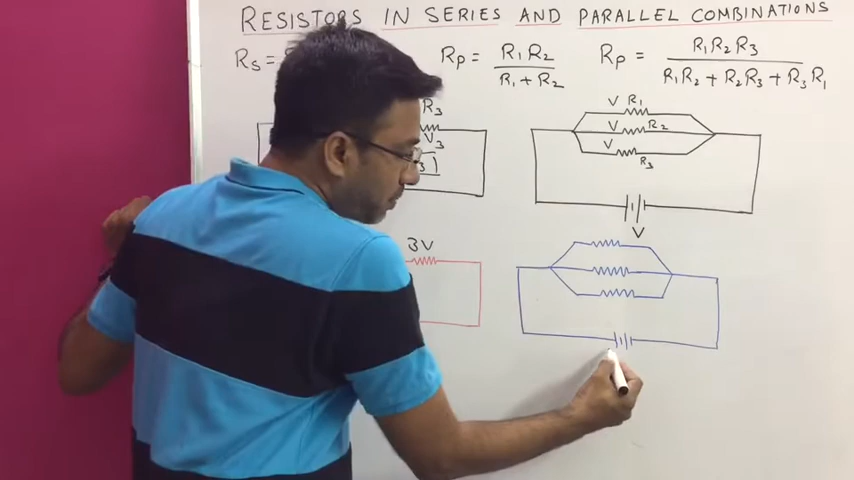 RESISTORS IN SERIES AND PARALLEL COMBINATIONS
Rs =
Rp = R1R2 / R1 + R2
Rp = R1R2R3 / R1R2 + R2R3 + R3R1
R3
V3
V R1
V R2
V R3
V
3V